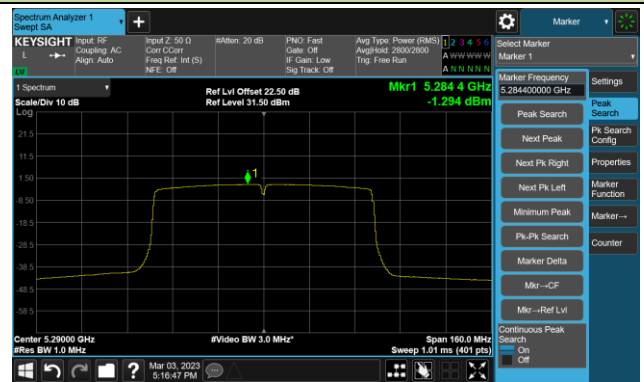 Spectrum Analyzer 1
Swept SA
Marker
KEYSIGHT
L
LV
Input: RF
Coupling: AC
Align: Auto
Input Z: 50 Ω
Corr CCorr
Freq Ref: Int (S)
NFE: Off
#Atten: 20 dB
PNO: Fast
Gate: Off
IF Gain: Low
Sig Track: Off
Avg Type: Power (RMS)
Avg|Hold: 2800/2800
Trig: Free Run
1 2 3 4 5 6
A W W W W W
A N N N N N
Select Marker
Marker 1
1 Spectrum
Scale/Div 10 dB
Log
Ref Lvl Offset 22.50 dB
Ref Level 31.50 dBm
Mkr1 5.284 4 GHz
-1.294 dBm
21.5
11.5
1.50
-8.50
-18.5
-28.5
-38.5
-48.5
-58.5
1
Center 5.29000 GHz
#Res BW 1.0 MHz
#Video BW 3.0 MHz*
Span 160.0 MHz
Sweep 1.01 ms (401 pts)
Marker Frequency
5.284400000 GHz
Peak Search
Next Peak
Next Pk Right
Next Pk Left
Minimum Peak
Pk-Pk Search
Marker Delta
Mkr→CF
Mkr→Ref Lvl
Continuous Peak
Search
On
Off
Settings
Peak
Search
Pk Search
Config
Properties
Marker
Function
Marker→
Counter
?
Mar 03, 2023
5:16:47 PM